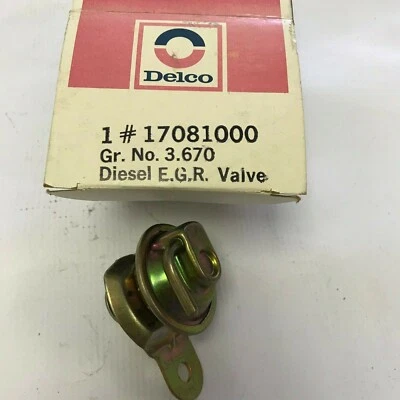 Delco
1 # 17081000
Gr. No. 3.670
Diesel E.G.R. Valve